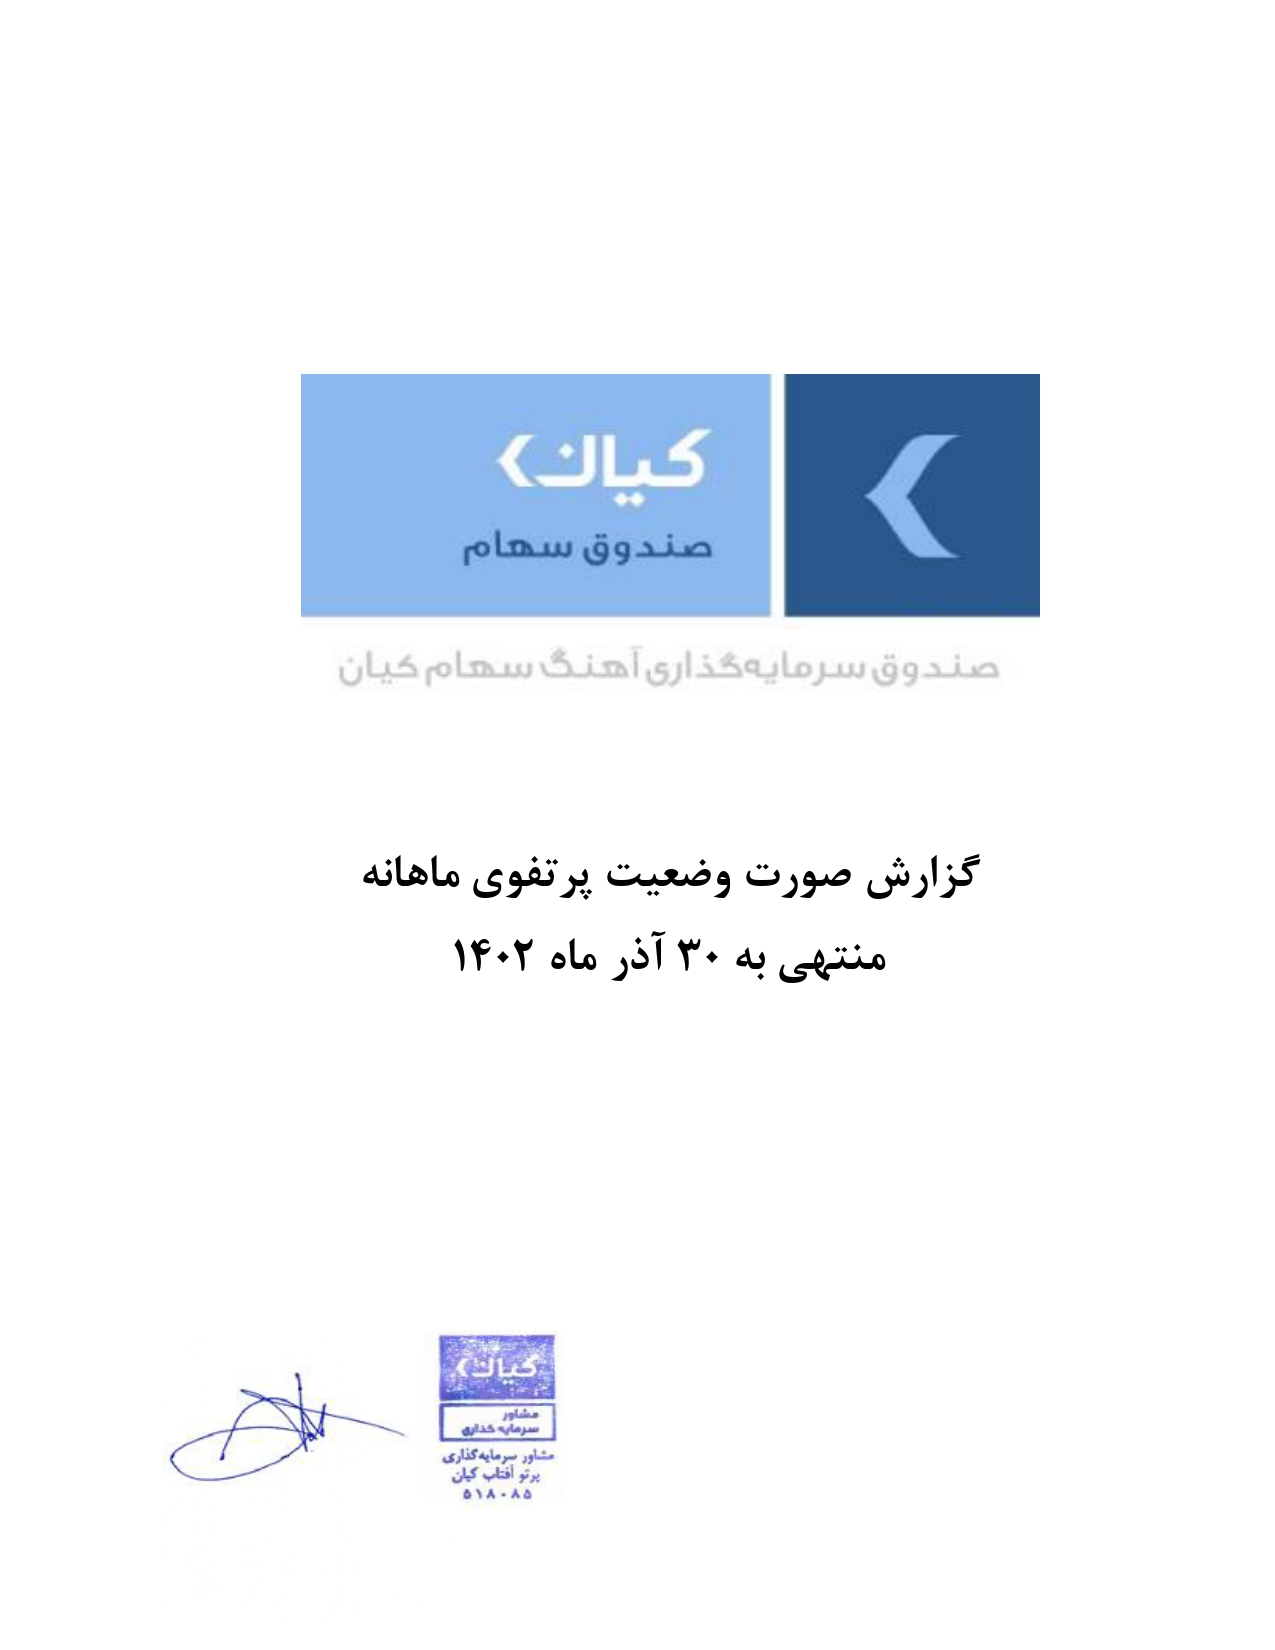 کیان
صندوق سهام
صندوق سرمایه‌گذاری آهنگ سهام کیان
گزارش صورت وضعیت پرتفوی ماهانه
منتهی به ۳۰ آذر ماه ۱۴۰۲
کیان
مشاور
سرمایه گذاری
مشاور سرمایه‌گذاری
پرتو آفتاب کیان
۵۱۸۰۸۵